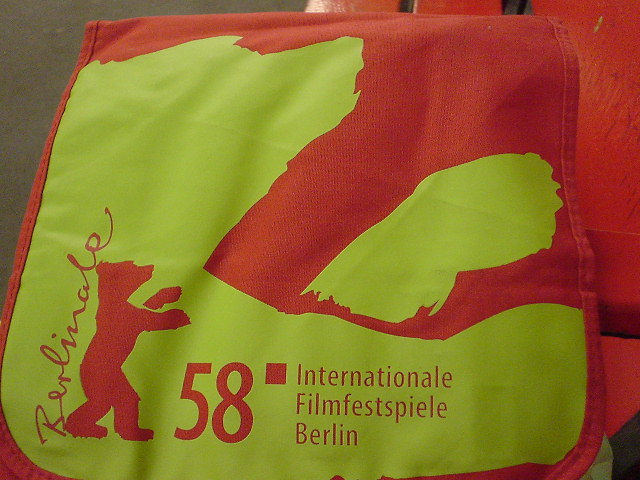 Berlinale
58 Internationale
Filmfestspiele
Berlin